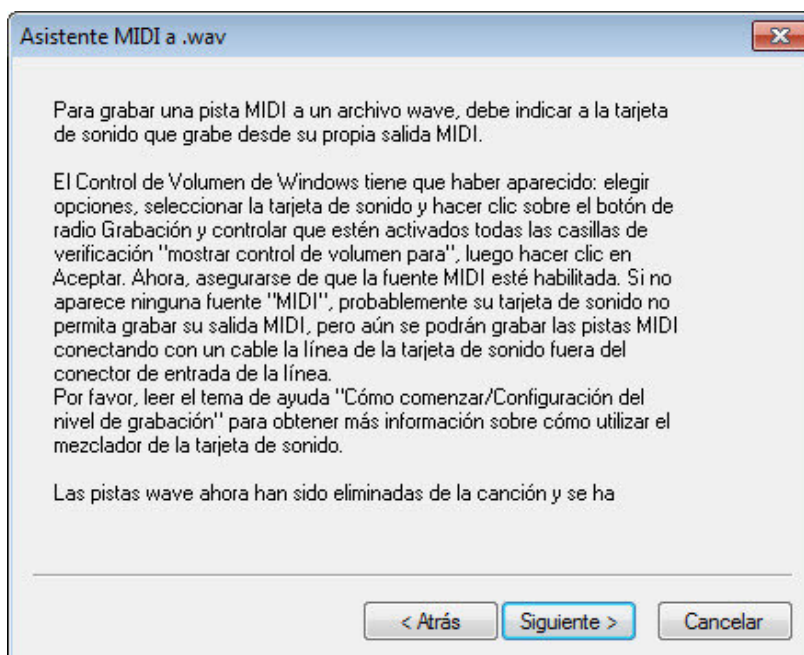 Asistente MIDI a .wav
Para grabar una pista MIDI a un archivo wave, debe indicar a la tarjeta
de sonido que grabe desde su propia salida MIDI.
El Control de Volumen de Windows tiene que haber aparecido: elegir
opciones, seleccionar la tarjeta de sonido y hacer clic sobre el botón de
radio Grabación y controlar que estén activados todas las casillas de
verificación "mostrar control de volumen para", luego hacer clic en
Aceptar. Ahora, asegurarse de que la fuente MIDI esté habilitada. Si no
aparece ninguna fuente "MIDI", probablemente su tarjeta de sonido no
permita grabar su salida MIDI, pero aún se podrán grabar las pistas MIDI
conectando con un cable la línea de la tarjeta de sonido fuera del
conector de entrada de la línea.
Por favor, leer el tema de ayuda "Cómo comenzar/Configuración del
nivel de grabación" para obtener más información sobre cómo utilizar el
mezclador de la tarjeta de sonido.
Las pistas wave ahora han sido eliminadas de la canción y se ha
< Atrás Siguiente > Cancelar